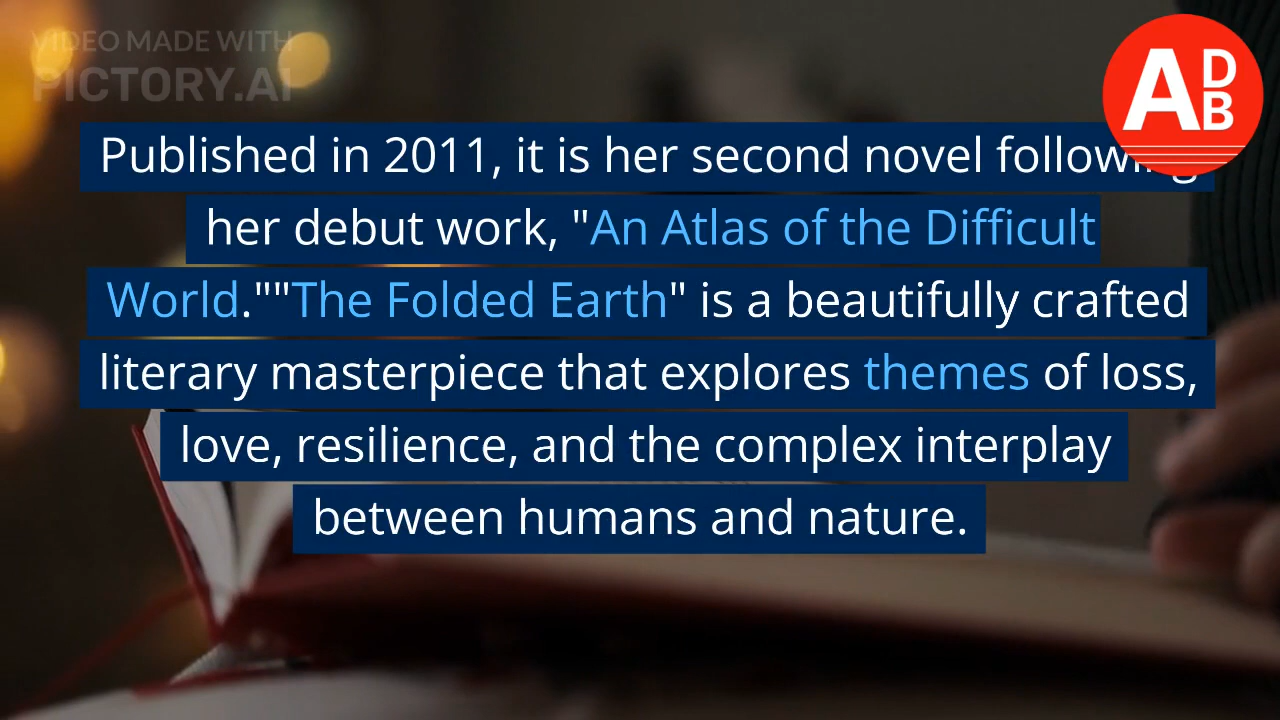 VIDEO MADE WITH
PICTORY.AI
A
D
B
Published in 2011, it is her second novel
her debut work, "An Atlas of the Difficult
World.""The Folded Earth" is a beautifully crafted
literary masterpiece that explores themes of loss,
love, resilience, and the complex interplay
between humans and nature.